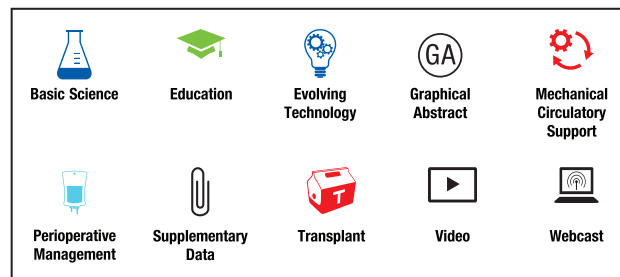 GA
Basic Science Education Evolving Graphical Mechanical
Technology Abstract Circulatory
Support
T
Perioperative Supplementary Transplant Video Webcast
Management Data